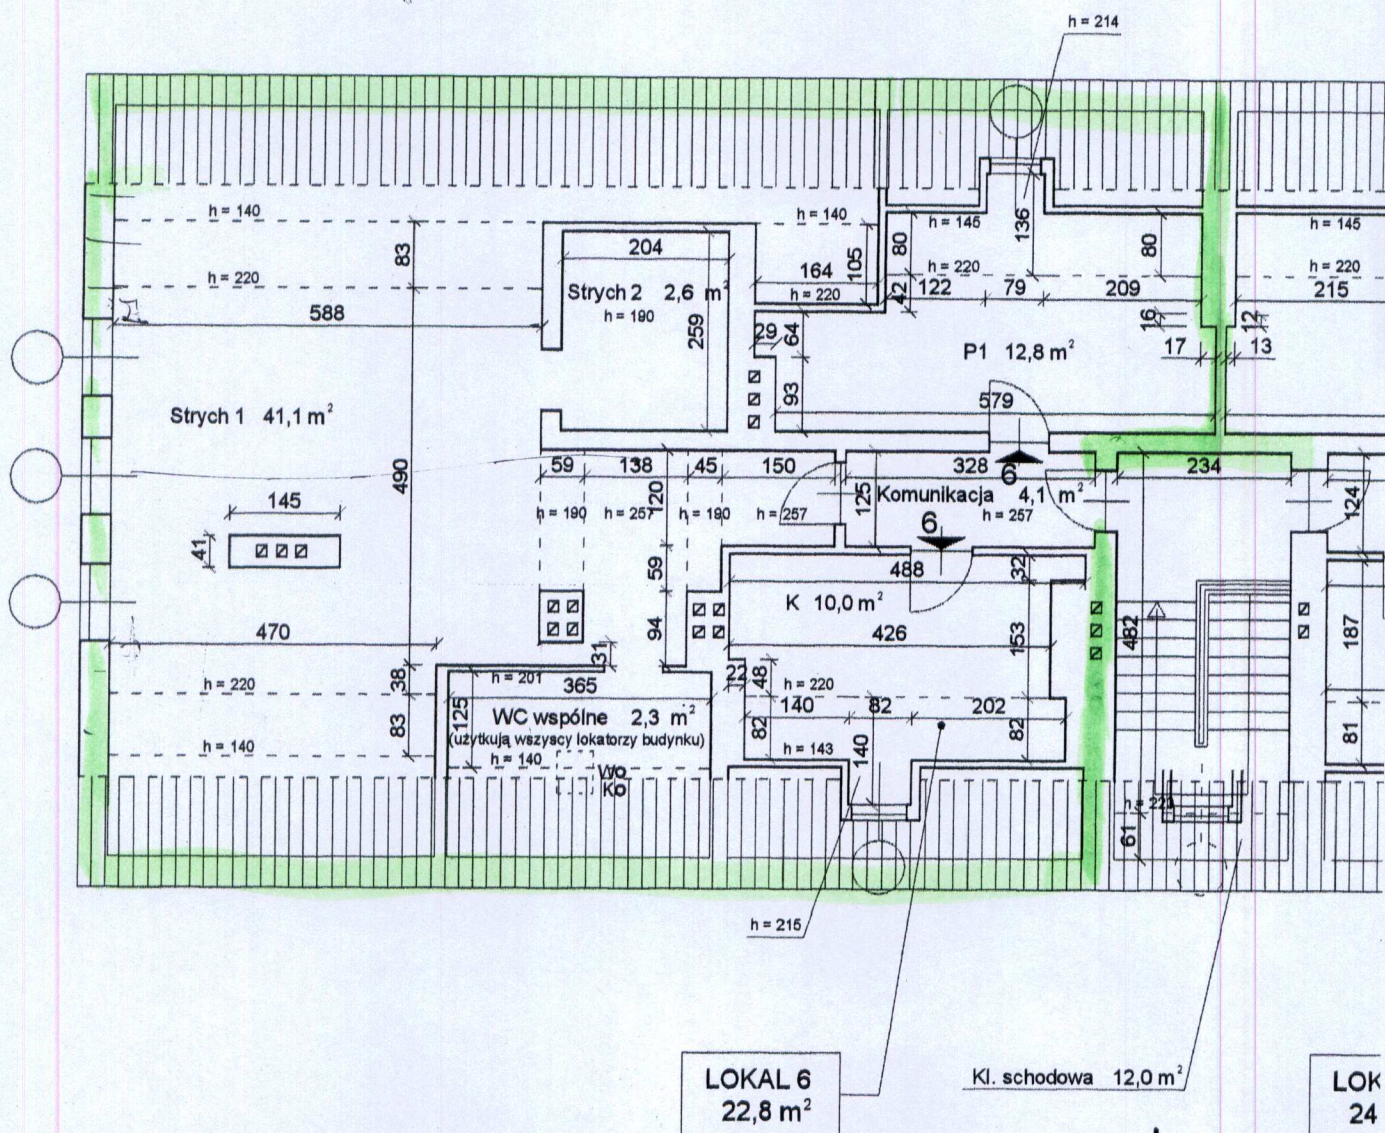 h = 214
h = 140
h = 140
h = 145
136
80
80
h = 145
83
204
105
h = 220
164
h = 220
h = 220
h = 220
42
122
79
209
215
Strych 2 2,6 m²
h = 190
259
588
29
64
16
12
17
13
P1 12,8 m²
93
579
Strych 1 41,1 m²
490
59
138
45
150
328
234
6
120
125
Komunikacja 4,1 m²
124
h = 190
h = 257
h = 190
h = 257
h = 257
145
6
41
59
488
32
K 10,0 m²
94
426
153
482
187
470
31
38
h = 220
h = 201
365
22
48
h = 220
125
WC wspólne 2,3 m²
140
82
202
(użytkują wszyscy lokatorzy budynku)
83
82
82
81
h = 140
h = 140
h = 143
140
Wo
Ko
h = 220
61
h = 215
LOKAL 6
22,8 m²
Kl. schodowa 12,0 m²
LOK
24